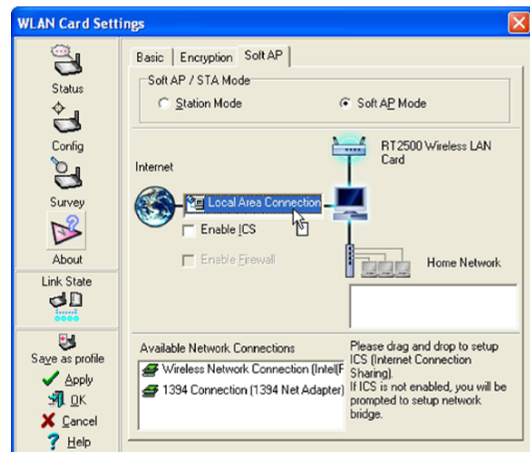 WLAN Card Settings
Status
Config
Survey
About
Link State
Save as profile
Apply
OK
Cancel
Help
Basic
Encryption
Soft AP
Soft AP / STA Mode
Station Mode
Soft AP Mode
RT2500 Wireless LAN
Card
Internet
Local Area Connection
Enable ICS
Enable Firewall
Home Network
Available Network Connections
Wireless Network Connection (Intel(F
1394 Connection (1394 Net Adapter)
Please drag and drop to setup
ICS (Internet Connection
Sharing).
If ICS is not enabled, you will be
prompted to setup network
bridge.